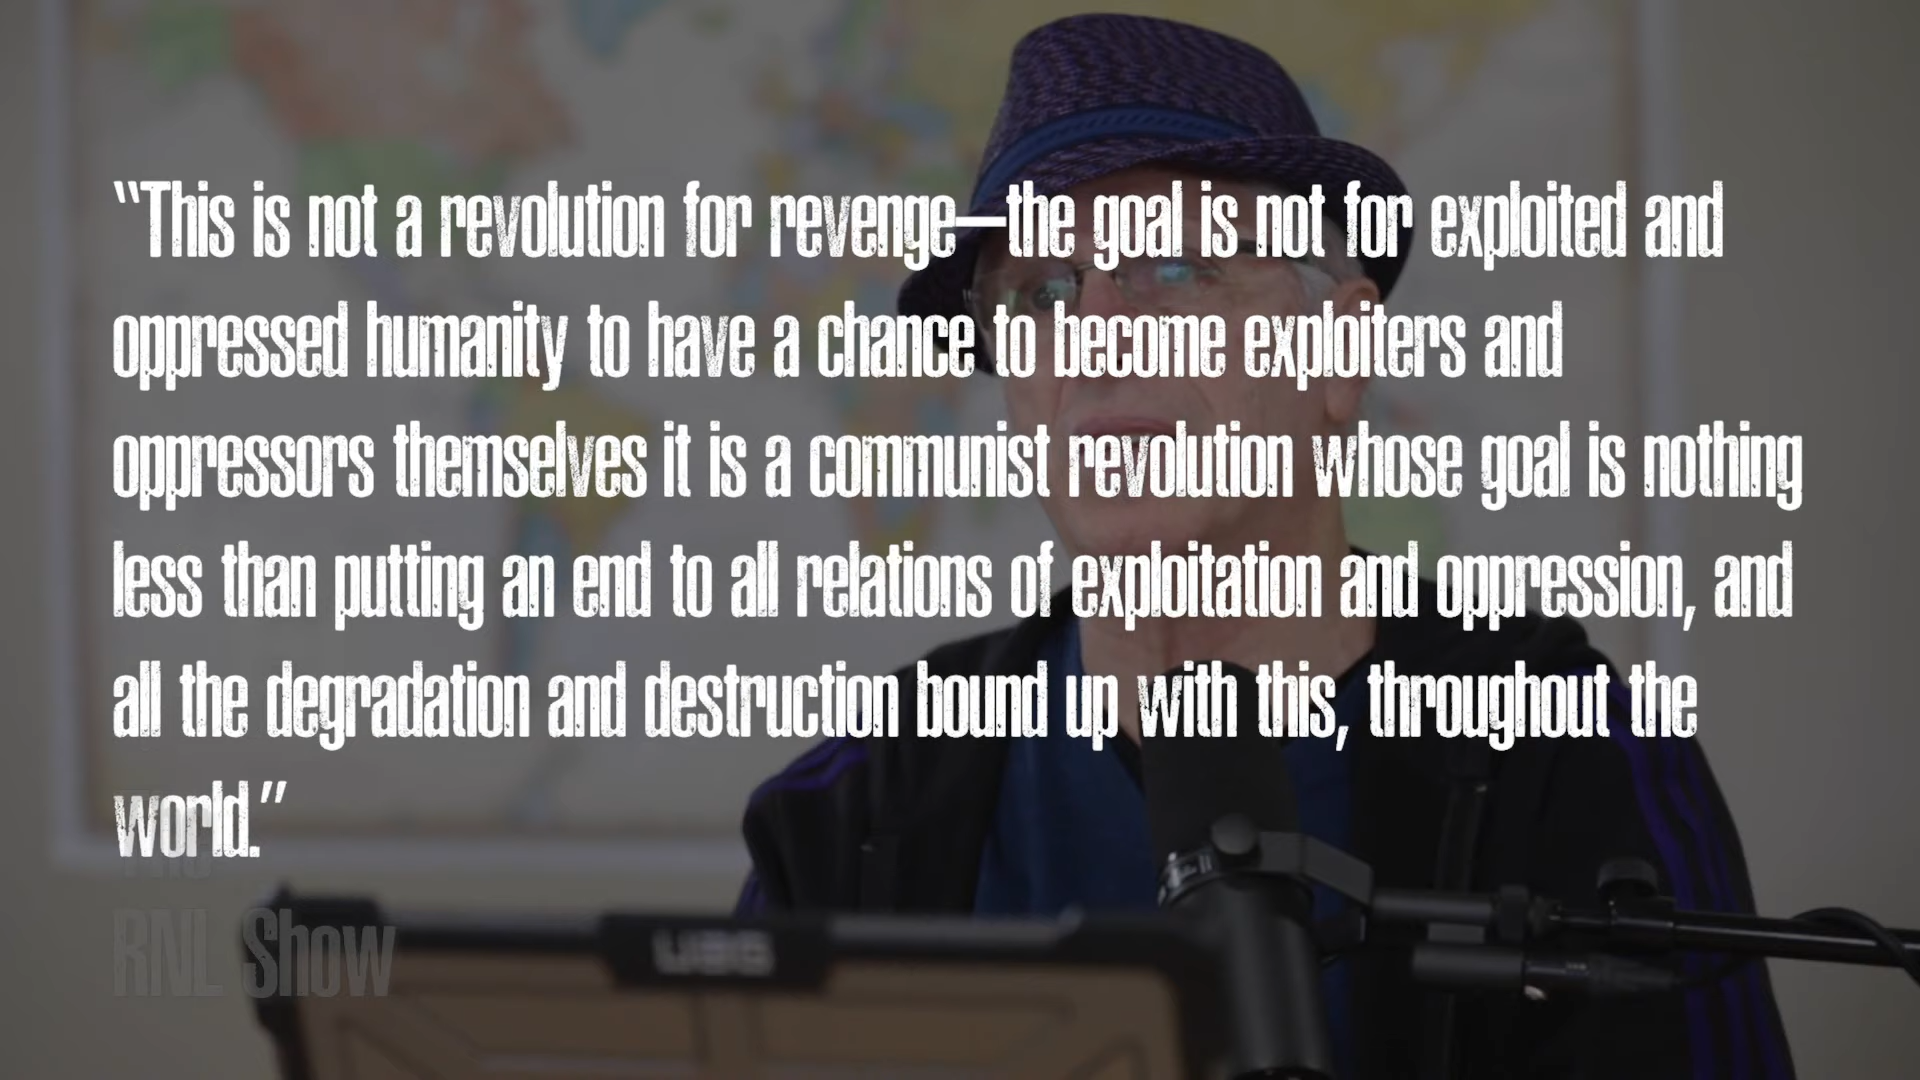 “This is not a revolution for revenge—the goal is not for exploited and
oppressed humanity to have a chance to become exploiters and
oppressors themselves it is a communist revolution whose goal is nothing
less than putting an end to all relations of exploitation and oppression, and
all the degradation and destruction bound up with this, throughout the
world.”
The
RNL Show
UAG